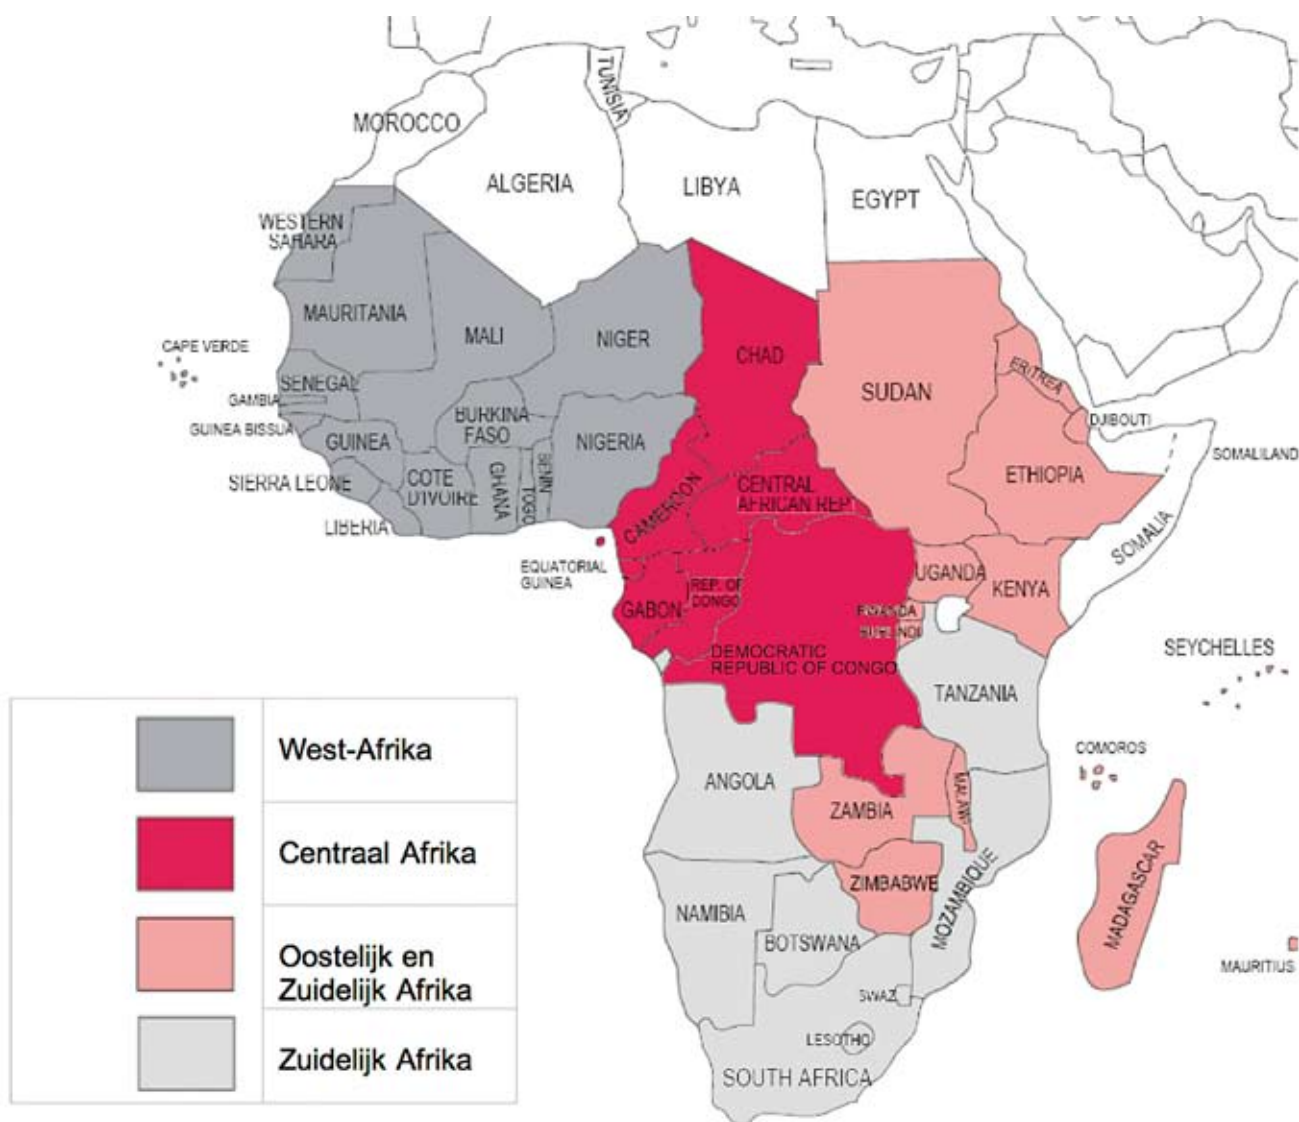 TUNISIA
MOROCCO
ALGERIA
LIBYA
EGYPT
WESTERN
SAHARA
MAURITANIA
MALI
NIGER
CHAD
SUDAN
ERITREA
CAPE VERDE
SENEGAL
GAMBIA
GUINEA BISSUA
GUINEA
BURKINA
FASO
NIGERIA
DJIBOUTI
SOMALILAND
SIERRA LEONE
COTE
D'IVOIRE
GHANA
TOGO
BENIN
CAMEROON
CENTRAL
AFRICAN REP
ETHIOPIA
LIBERIA
SOMALIA
EQUATORIAL
GUINEA
GABON
REP. OF
CONGO
UGANDA
KENYA
DEMOCRATIC
REPUBLIC OF CONGO
SEYCHELLES
TANZANIA
COMOROS
ANGOLA
ZAMBIA
MALAWI
ZIMBABWE
MOZAMBIQUE
MADAGASCAR
NAMIBIA
BOTSWANA
MAURITIUS
SWAZ
LESOTHO
SOUTH AFRICA
West-Afrika
Centraal Afrika
Oostelijk en
Zuidelijk Afrika
Zuidelijk Afrika